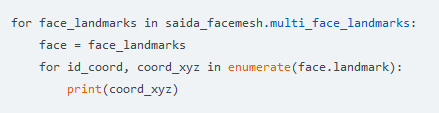 for face_landmarks in saida_facemesh.multi_face_landmarks:
    face = face_landmarks
    for id_coord, coord_xyz in enumerate(face.landmark):
        print(coord_xyz)